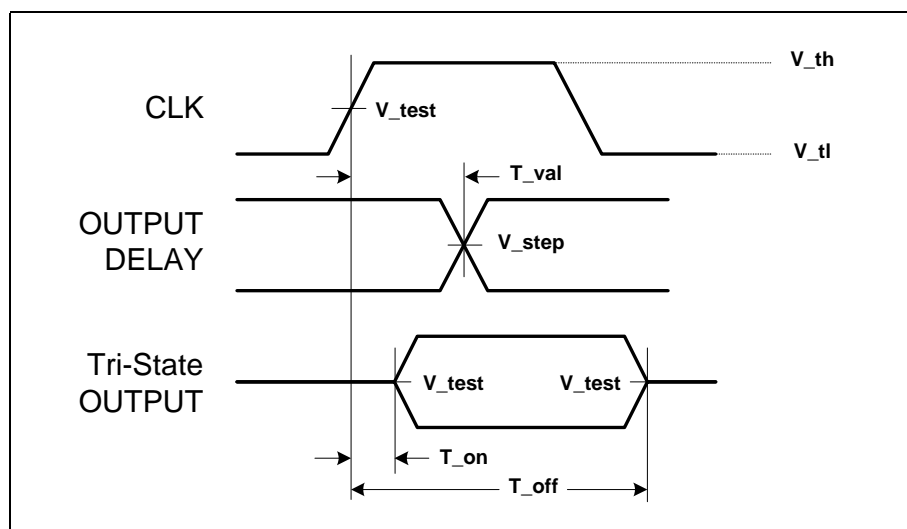 V_th
CLK
V_test
V_tl
T_val
OUTPUT
DELAY
V_step
Tri-State
OUTPUT
V_test
V_test
T_on
T_off